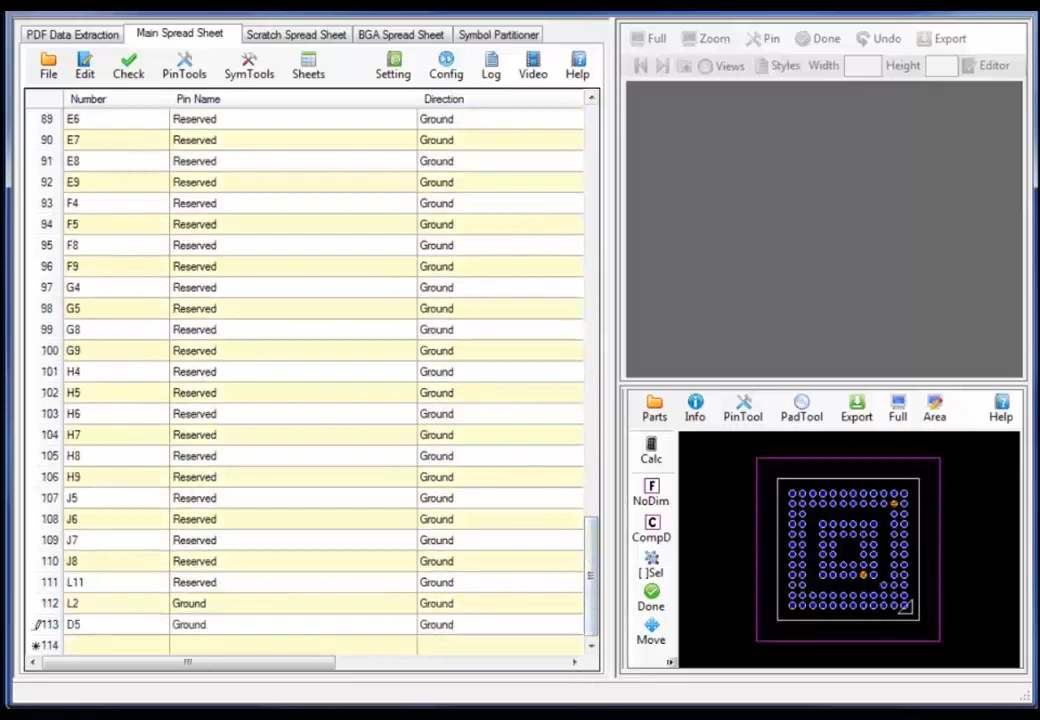 PDF Data Extraction Main Spread Sheet Scratch Spread Sheet BGA Spread Sheet Symbol Partitioner
File Edit Check PinTools SymTools Sheets Setting Config Log Video Help
Number Pin Name Direction
89 E6 Reserved Ground
90 E7 Reserved Ground
91 E8 Reserved Ground
92 E9 Reserved Ground
93 F4 Reserved Ground
94 F5 Reserved Ground
95 F8 Reserved Ground
96 F9 Reserved Ground
97 G4 Reserved Ground
98 G5 Reserved Ground
99 G8 Reserved Ground
100 G9 Reserved Ground
101 H4 Reserved Ground
102 H5 Reserved Ground
103 H6 Reserved Ground
104 H7 Reserved Ground
105 H8 Reserved Ground
106 H9 Reserved Ground
107 J5 Reserved Ground
108 J6 Reserved Ground
109 J7 Reserved Ground
110 J8 Reserved Ground
111 L11 Reserved Ground
112 L2 Ground Ground
113 D5 Ground Ground
114
Full Zoom Pin Done Undo Export
Views Styles Width Height Editor
Parts Info PinTool PadTool Export Full Area Help
Calc
F
NoDim
C
CompD
[ ]Sel
Done
Move